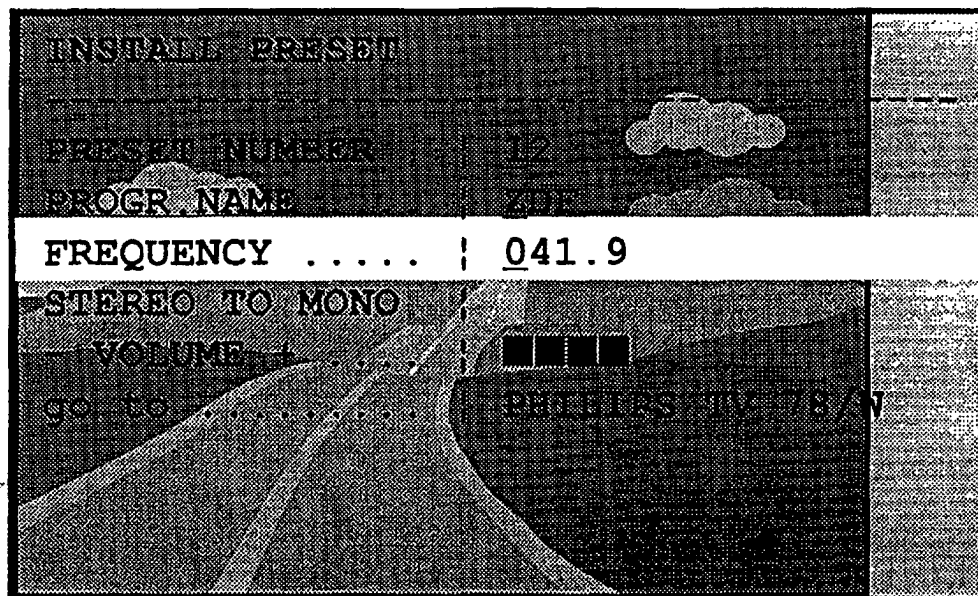 INSTALL PRESET
PRESET NUMBER ¦ 12
PROGR.NAME ¦ ZDF
FREQUENCY ..... ¦ 041.9
STEREO TO MONO ¦
- VOLUME + ..... ¦
go to ......... ¦ PHILIPS TV 78/W